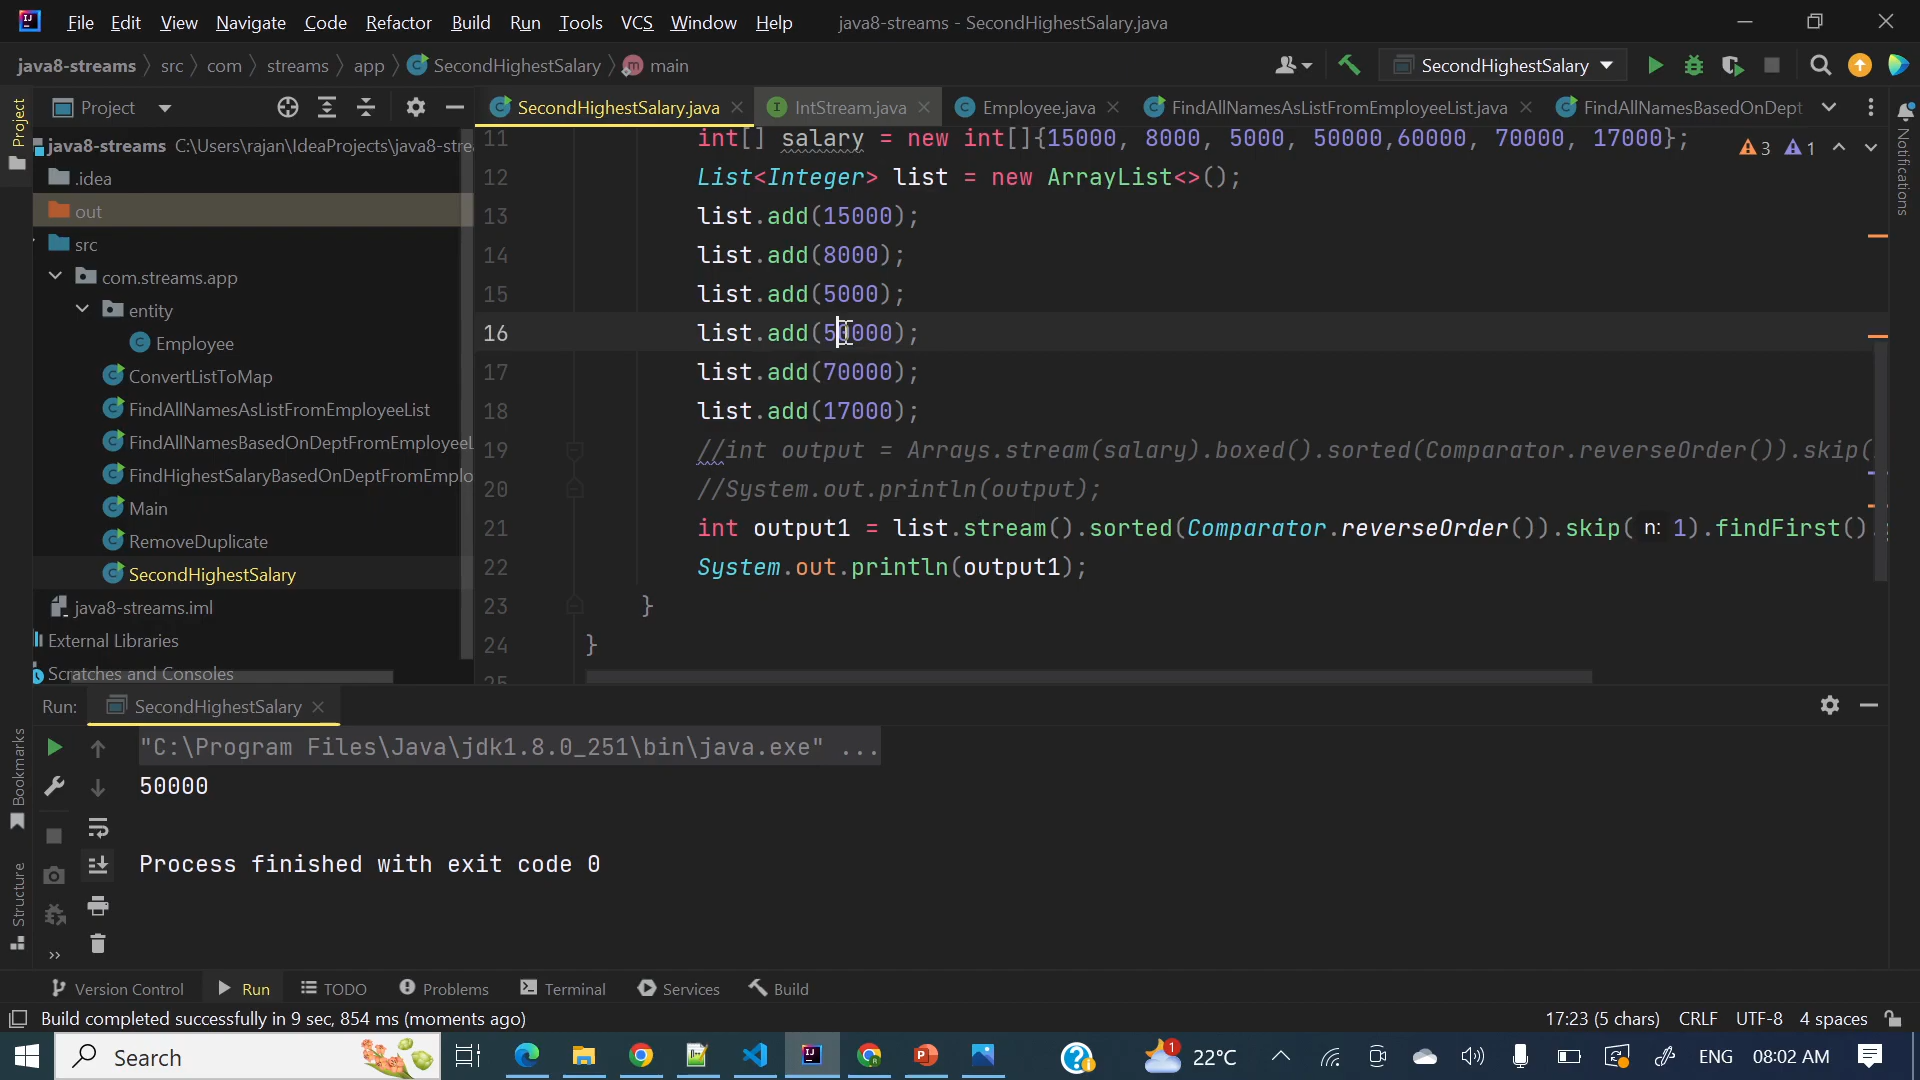 File Edit View Navigate Code Refactor Build Run Tools VCS Window Help java8-streams - SecondHighestSalary.java
java8-streams src com streams app SecondHighestSalary main SecondHighestSalary
Project SecondHighestSalary.java IntStream.java Employee.java FindAllNamesAsListFromEmployeeList.java FindAllNamesBasedOnDept
java8-streams C:\Users\rajan\IdeaProjects\java8-stre
.idea
out
src
com.streams.app
entity
Employee
ConvertListToMap
FindAllNamesAsListFromEmployeeList
FindAllNamesBasedOnDeptFromEmployeeL
FindHighestSalaryBasedOnDeptFromEmplo
Main
RemoveDuplicate
SecondHighestSalary
java8-streams.iml
External Libraries
Scratches and Consoles
11 int[] salary = new int[]{15000, 8000, 5000, 50000,60000, 70000, 17000};
12 List<Integer> list = new ArrayList<>();
13 list.add(15000);
14 list.add(8000);
15 list.add(5000);
16 list.add(50000);
17 list.add(70000);
18 list.add(17000);
19 //int output = Arrays.stream(salary).boxed().sorted(Comparator.reverseOrder()).skip(
20 //System.out.println(output);
21 int output1 = list.stream().sorted(Comparator.reverseOrder()).skip( n: 1).findFirst().
22 System.out.println(output1);
23 }
24 }
25
3 1
Project
Bookmarks
Structure
Notifications
Run: SecondHighestSalary
"C:\Program Files\Java\jdk1.8.0_251\bin\java.exe" ...
50000
Process finished with exit code 0
Version Control Run TODO Problems Terminal Services Build
Build completed successfully in 9 sec, 854 ms (moments ago) 17:23 (5 chars) CRLF UTF-8 4 spaces
Search 1 22°C ENG 08:02 AM